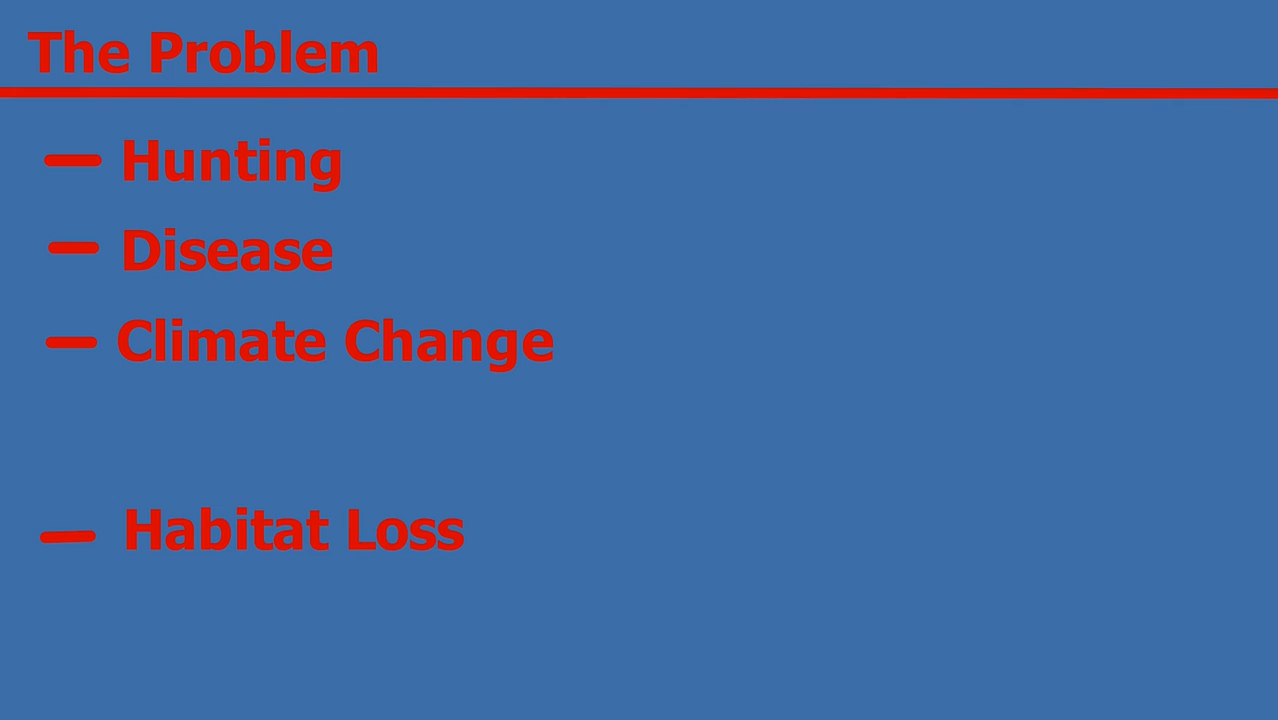 The Problem
— Hunting
— Disease
— Climate Change
— Habitat Loss